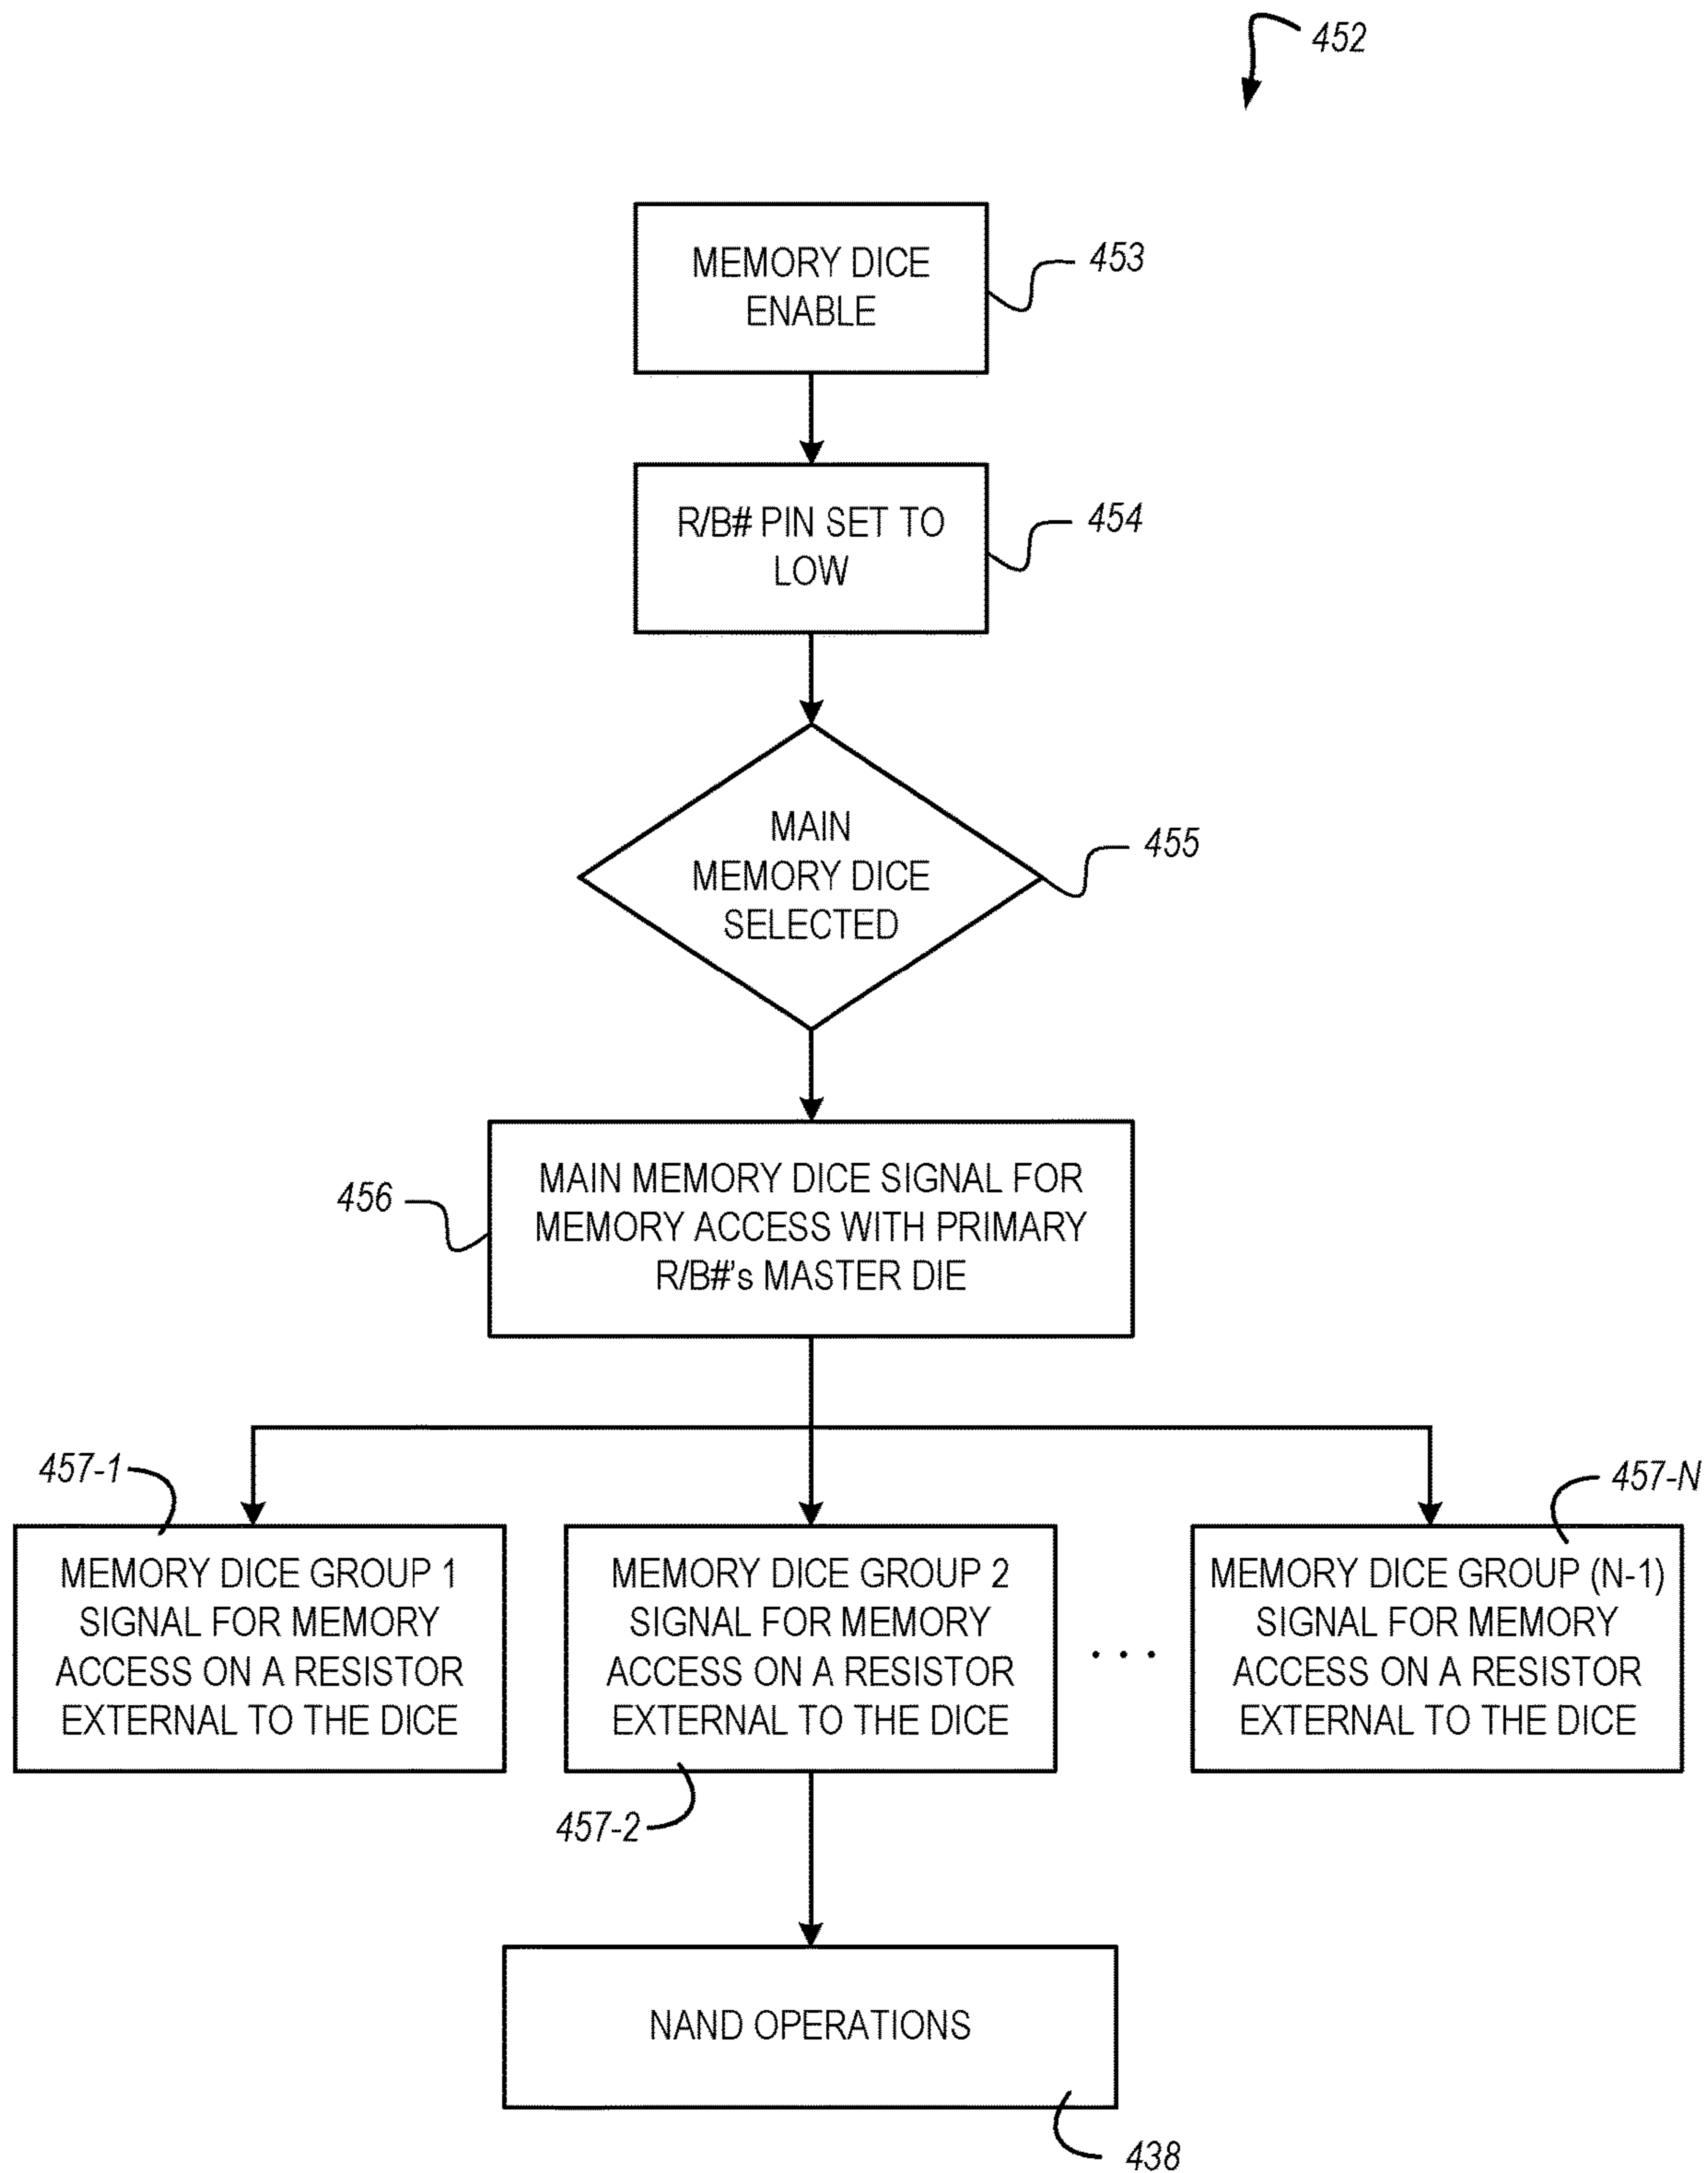 452
MEMORY DICE
ENABLE
453
R/B# PIN SET TO
LOW
454
MAIN
MEMORY DICE
SELECTED
455
MAIN MEMORY DICE SIGNAL FOR
MEMORY ACCESS WITH PRIMARY
R/B#'s MASTER DIE
456
457-1
MEMORY DICE GROUP 1
SIGNAL FOR MEMORY
ACCESS ON A RESISTOR
EXTERNAL TO THE DICE
MEMORY DICE GROUP 2
SIGNAL FOR MEMORY
ACCESS ON A RESISTOR
EXTERNAL TO THE DICE
457-2
. . .
457-N
MEMORY DICE GROUP (N-1)
SIGNAL FOR MEMORY
ACCESS ON A RESISTOR
EXTERNAL TO THE DICE
NAND OPERATIONS
438